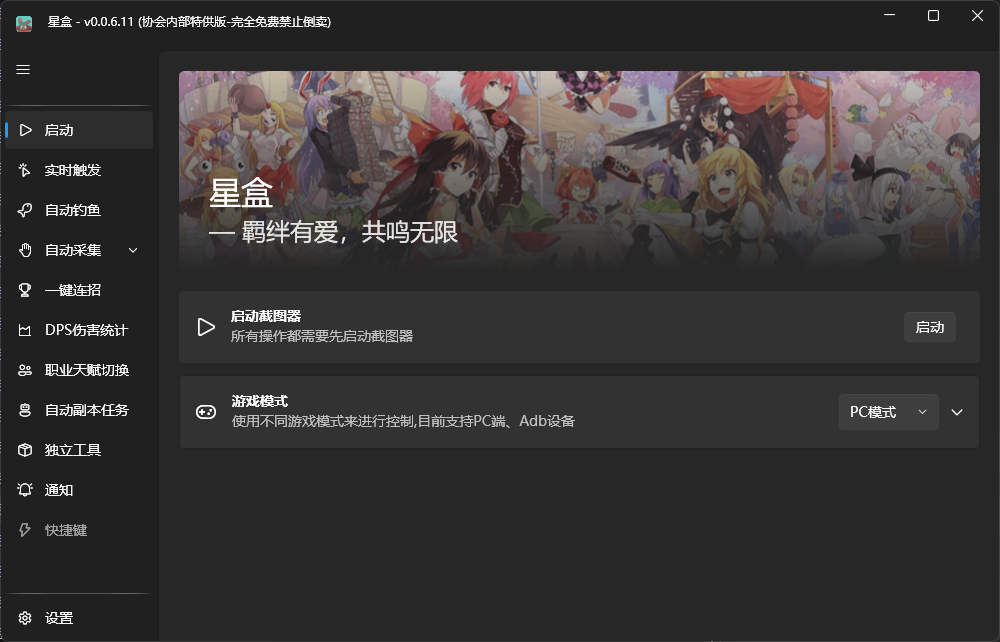 星盒 - v0.0.6.11 (协会内部特供版-完全免费禁止倒卖)
启动
实时触发
自动钓鱼
自动采集
一键连招
DPS伤害统计
职业天赋切换
自动副本任务
独立工具
通知
快捷键
设置
星盒
— 羁绊有爱，共鸣无限
启动截图器
所有操作都需要先启动截图器
启动
游戏模式
使用不同游戏模式来进行控制,目前支持PC端、Adb设备
PC模式